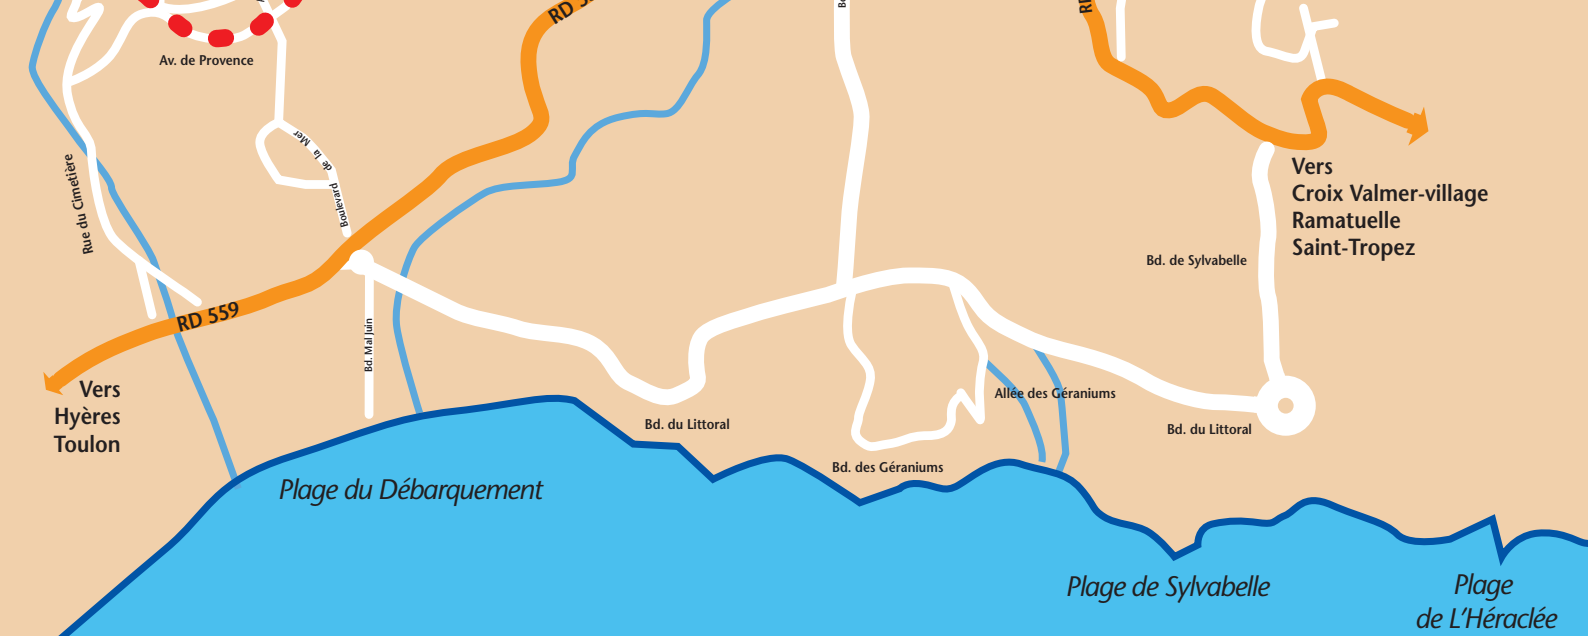 Av. de Provence
Rue du Cimetière
Boulevard de la Mer
RD 559
Vers
Croix Valmer-village
Ramatuelle
Saint-Tropez
Bd. de Sylvabelle
Bd. Mal Juin
Vers
Hyères
Toulon
Allée des Géraniums
Bd. du Littoral
Bd. du Littoral
Bd. des Géraniums
Plage du Débarquement
Plage de Sylvabelle
Plage
de L'Héraclée